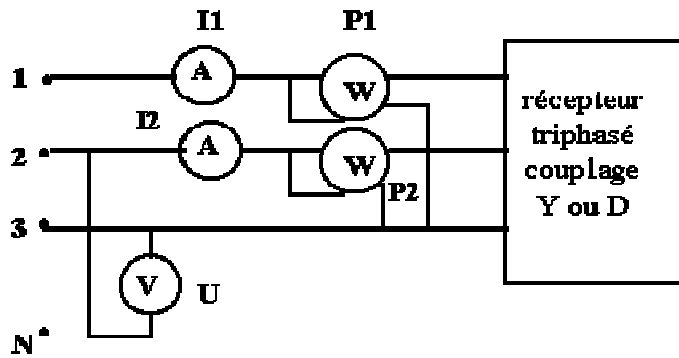 I1
P1
1
A
W
récepteur
triphasé
couplage
Y ou D
I2
2
A
W
P2
3
V
U
N